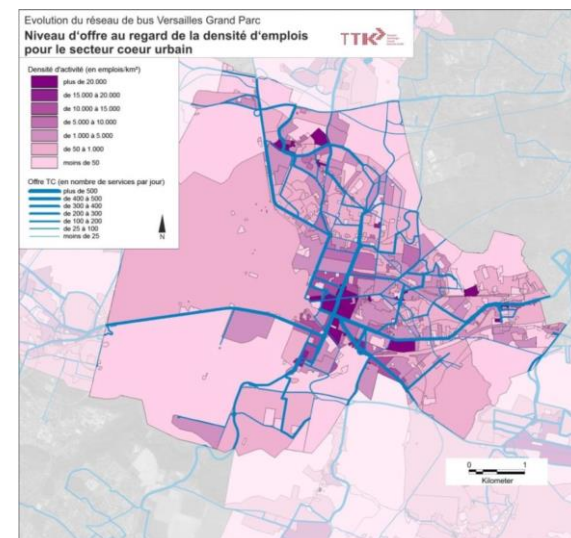 Evolution du réseau de bus Versailles Grand Parc
Niveau d'offre au regard de la densité d'emplois
pour le secteur coeur urbain
TTK
Densité d'activité (en emplois/km²)
plus de 20.000
de 15.000 à 20.000
de 10.000 à 15.000
de 5.000 à 10.000
de 1.000 à 5.000
de 50 à 1.000
moins de 50
Offre TC (en nombre de services par jour)
plus de 500
de 400 à 500
de 300 à 400
de 200 à 300
de 100 à 200
de 25 à 100
moins de 25
N
0 1
Kilometer